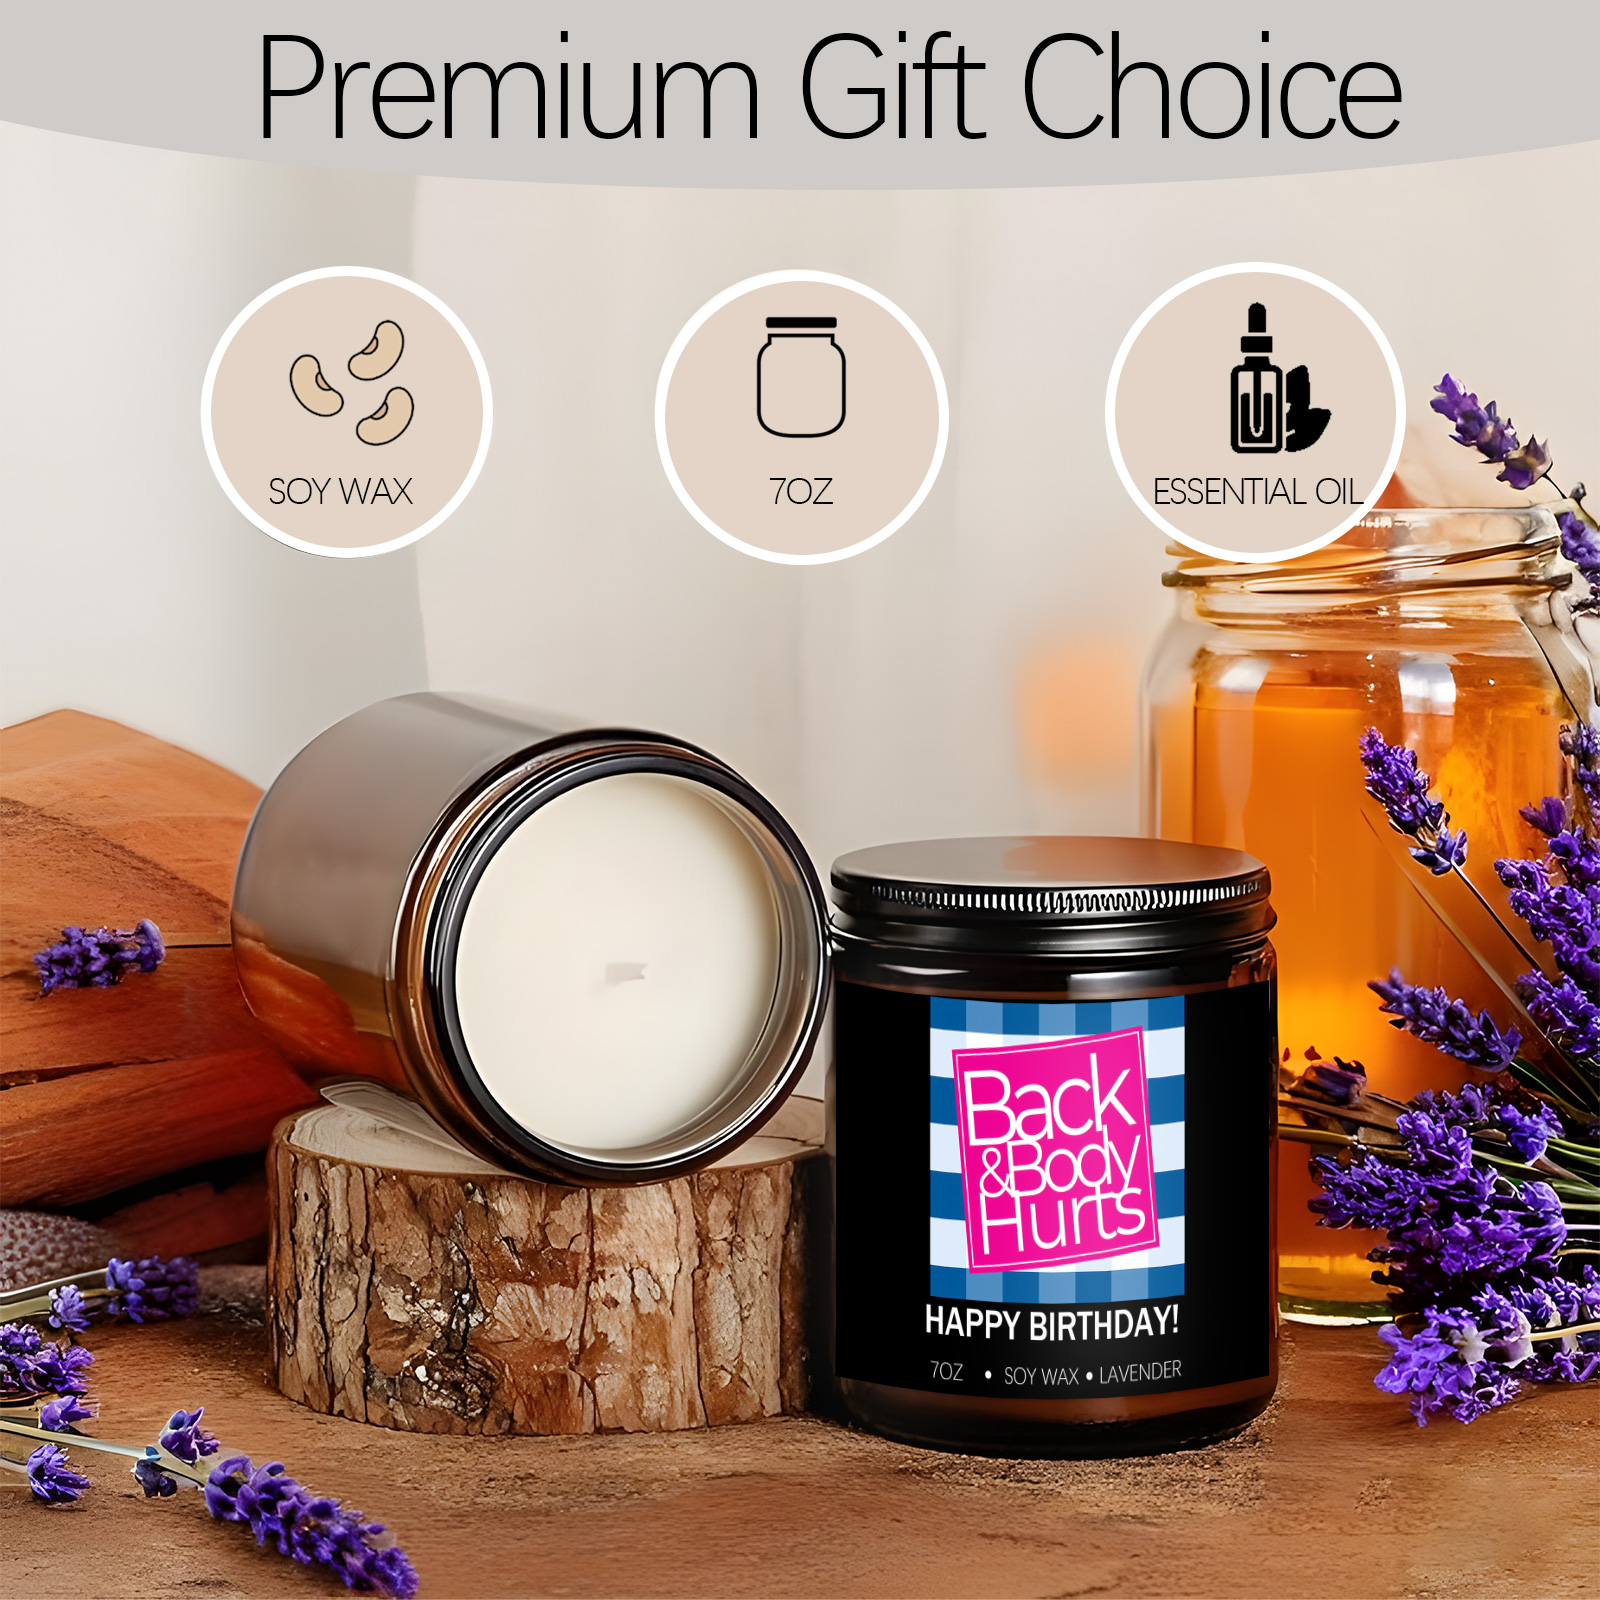 Premium Gift Choice
SOY WAX
7OZ
ESSENTIAL OIL
Back
&Body
Hurts
HAPPY BIRTHDAY!
7OZ • SOY WAX • LAVENDER